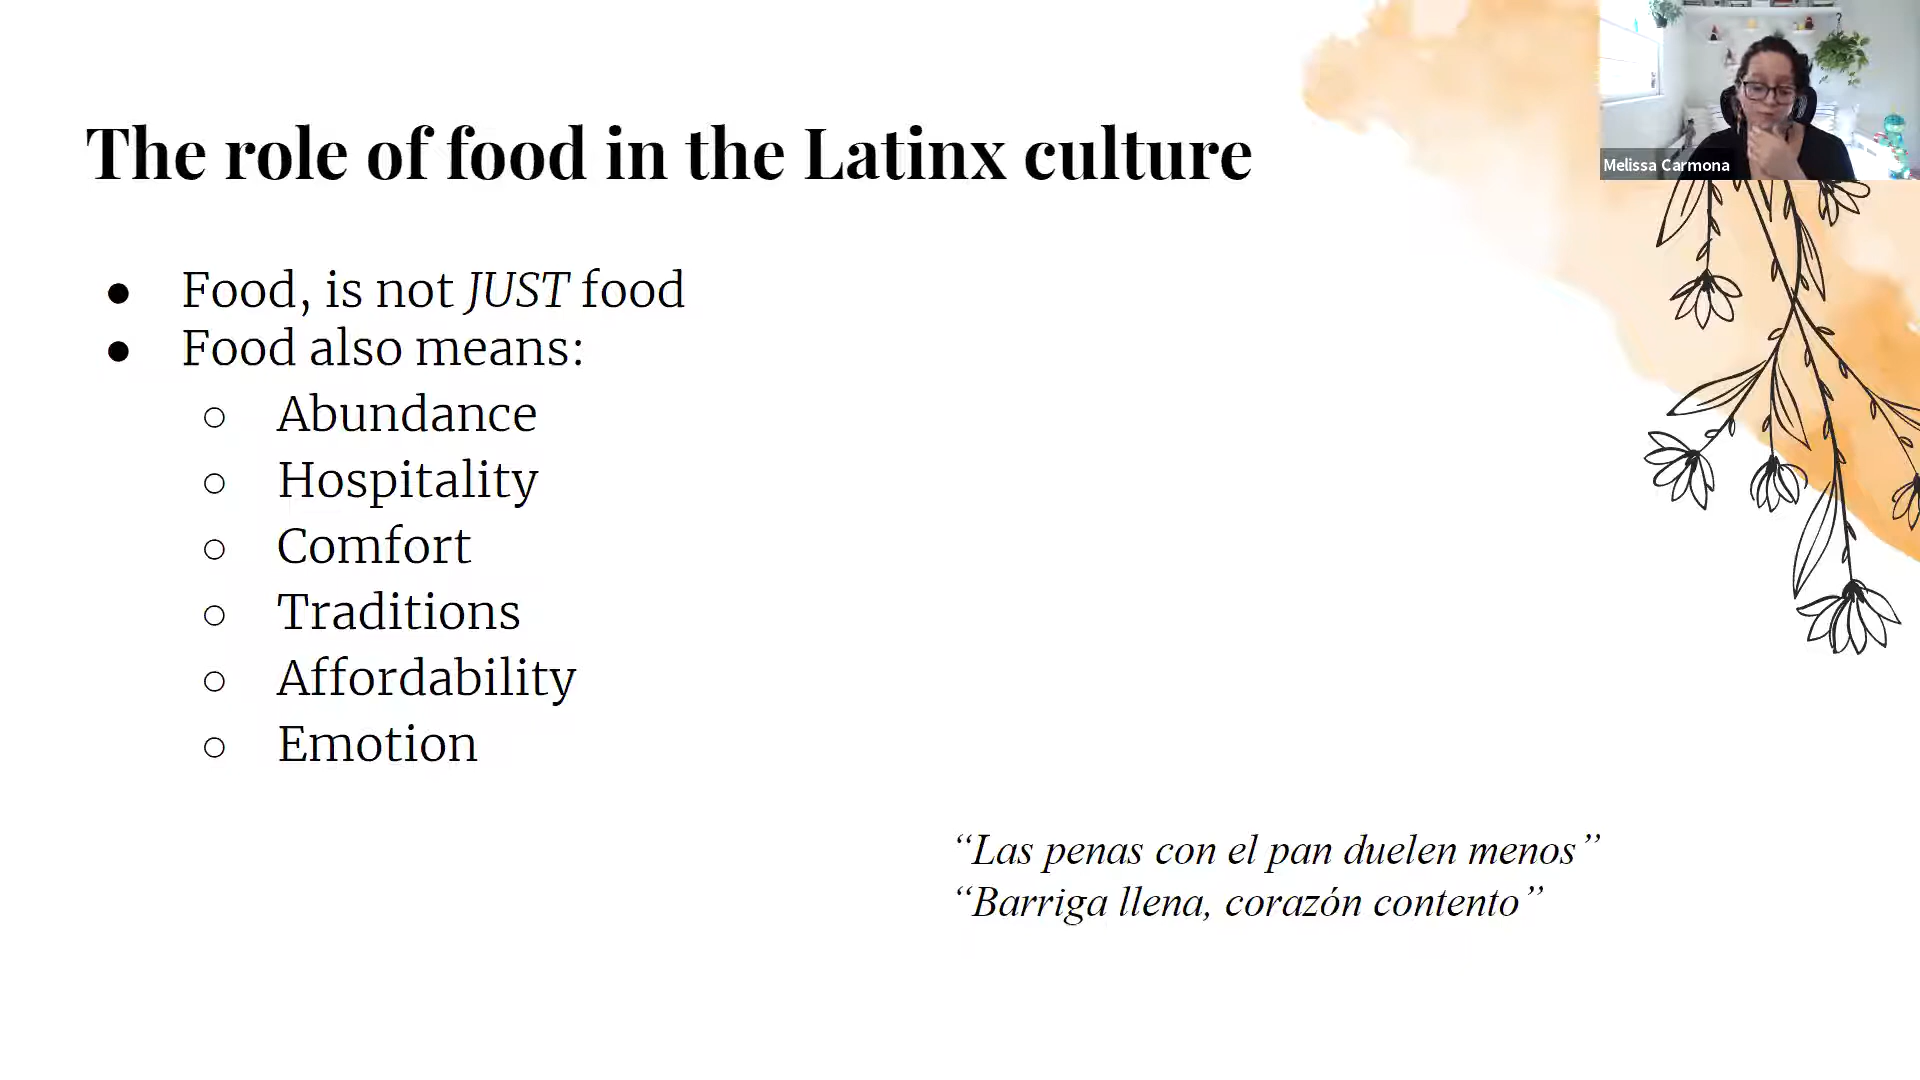 The role of food in the Latinx culture
Melissa Carmona
● Food, is not JUST food
● Food also means:
○ Abundance
○ Hospitality
○ Comfort
○ Traditions
○ Affordability
○ Emotion
“Las penas con el pan duelen menos”
“Barriga llena, corazón contento”